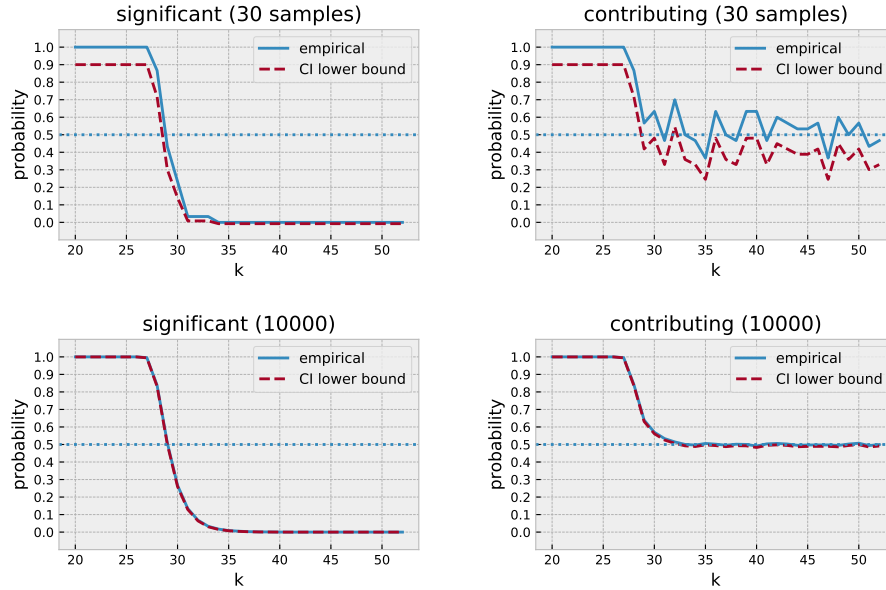 significant (30 samples)
1.0
0.9
0.8
0.7
0.6
0.5
0.4
0.3
0.2
0.1
0.0
probability
empirical
CI lower bound
20 25 30 35 40 45 50
k
contributing (30 samples)
1.0
0.9
0.8
0.7
0.6
0.5
0.4
0.3
0.2
0.1
0.0
probability
empirical
CI lower bound
20 25 30 35 40 45 50
k
significant (10000)
1.0
0.9
0.8
0.7
0.6
0.5
0.4
0.3
0.2
0.1
0.0
probability
empirical
CI lower bound
20 25 30 35 40 45 50
k
contributing (10000)
1.0
0.9
0.8
0.7
0.6
0.5
0.4
0.3
0.2
0.1
0.0
probability
empirical
CI lower bound
20 25 30 35 40 45 50
k